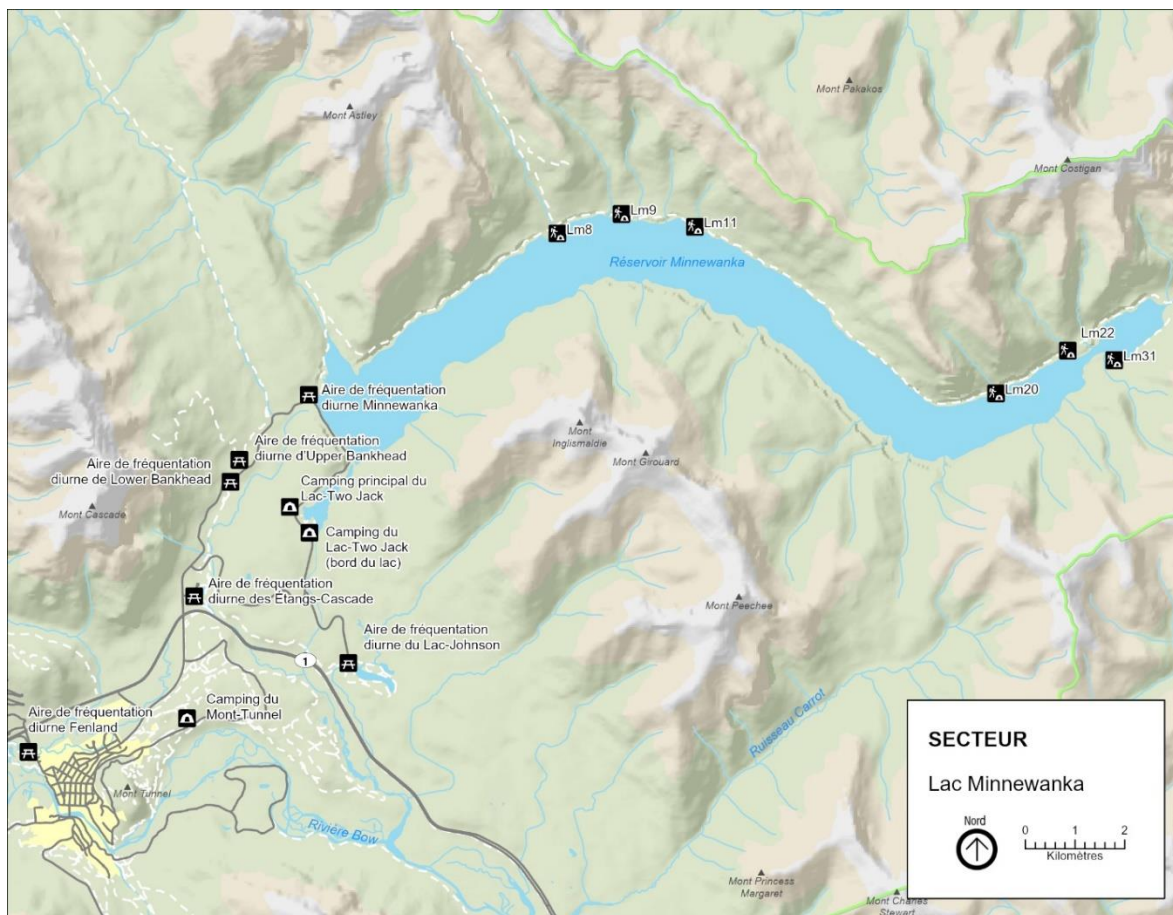 Mont Astley
Mont Pakakos
Mont Costigan
Lm8
Lm9
Lm11
Réservoir Minnewanka
Lm22
Lm31
Lm20
Aire de fréquentation
diurne Minnewanka
Mont
Inglismaldie
Mont Girouard
Aire de fréquentation
diurne d'Upper Bankhead
Aire de fréquentation
diurne de Lower Bankhead
Camping principal du
Lac-Two Jack
Mont Cascade
Camping du
Lac-Two Jack
(bord du lac)
Aire de fréquentation
diurne des Étangs-Cascade
Mont Peechee
Aire de fréquentation
diurne du Lac-Johnson
1
Camping du
Mont-Tunnel
Aire de fréquentation
diurne Fenland
Ruisseau Carrot
Mont Tunnel
Rivière Bow
Mont Princess
Margaret
Mont Charles
Stewart
SECTEUR
Lac Minnewanka
Nord
0 1 2
Kilomètres